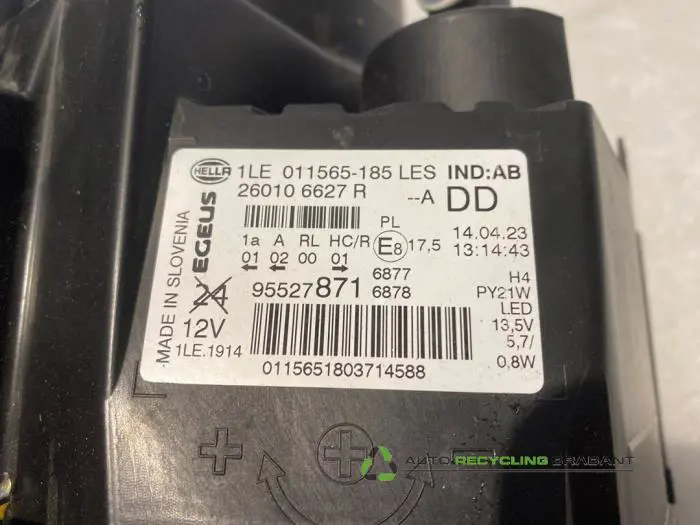 HELLA 1LE 011565-185 LES IND:AB
26010 6627 R --A DD
PL
1a A RL HC/R
01 02 00 01
E8 17,5
14.04.23
13:14:43
95527871
6877
6878
H4
PY21W
LED
13,5V
5,7/
0,8W
MADE IN SLOVENIA
EGEUS
24
12V
1LE.1914
0115651803714588
AUTO RECYCLING BRABANT